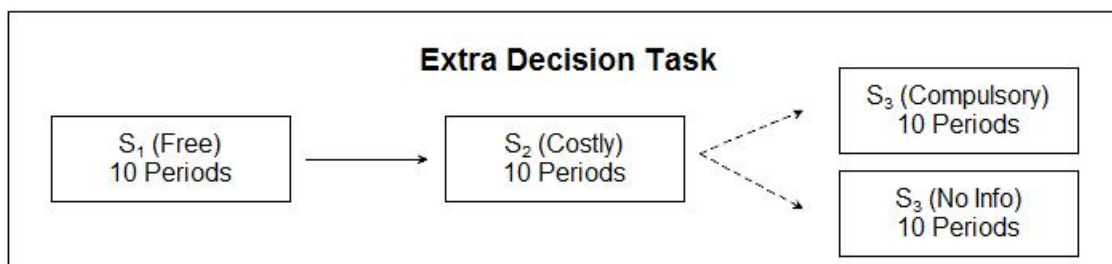 Extra Decision Task
S₁ (Free)
10 Periods
S₂ (Costly)
10 Periods
S₃ (Compulsory)
10 Periods
S₃ (No Info)
10 Periods